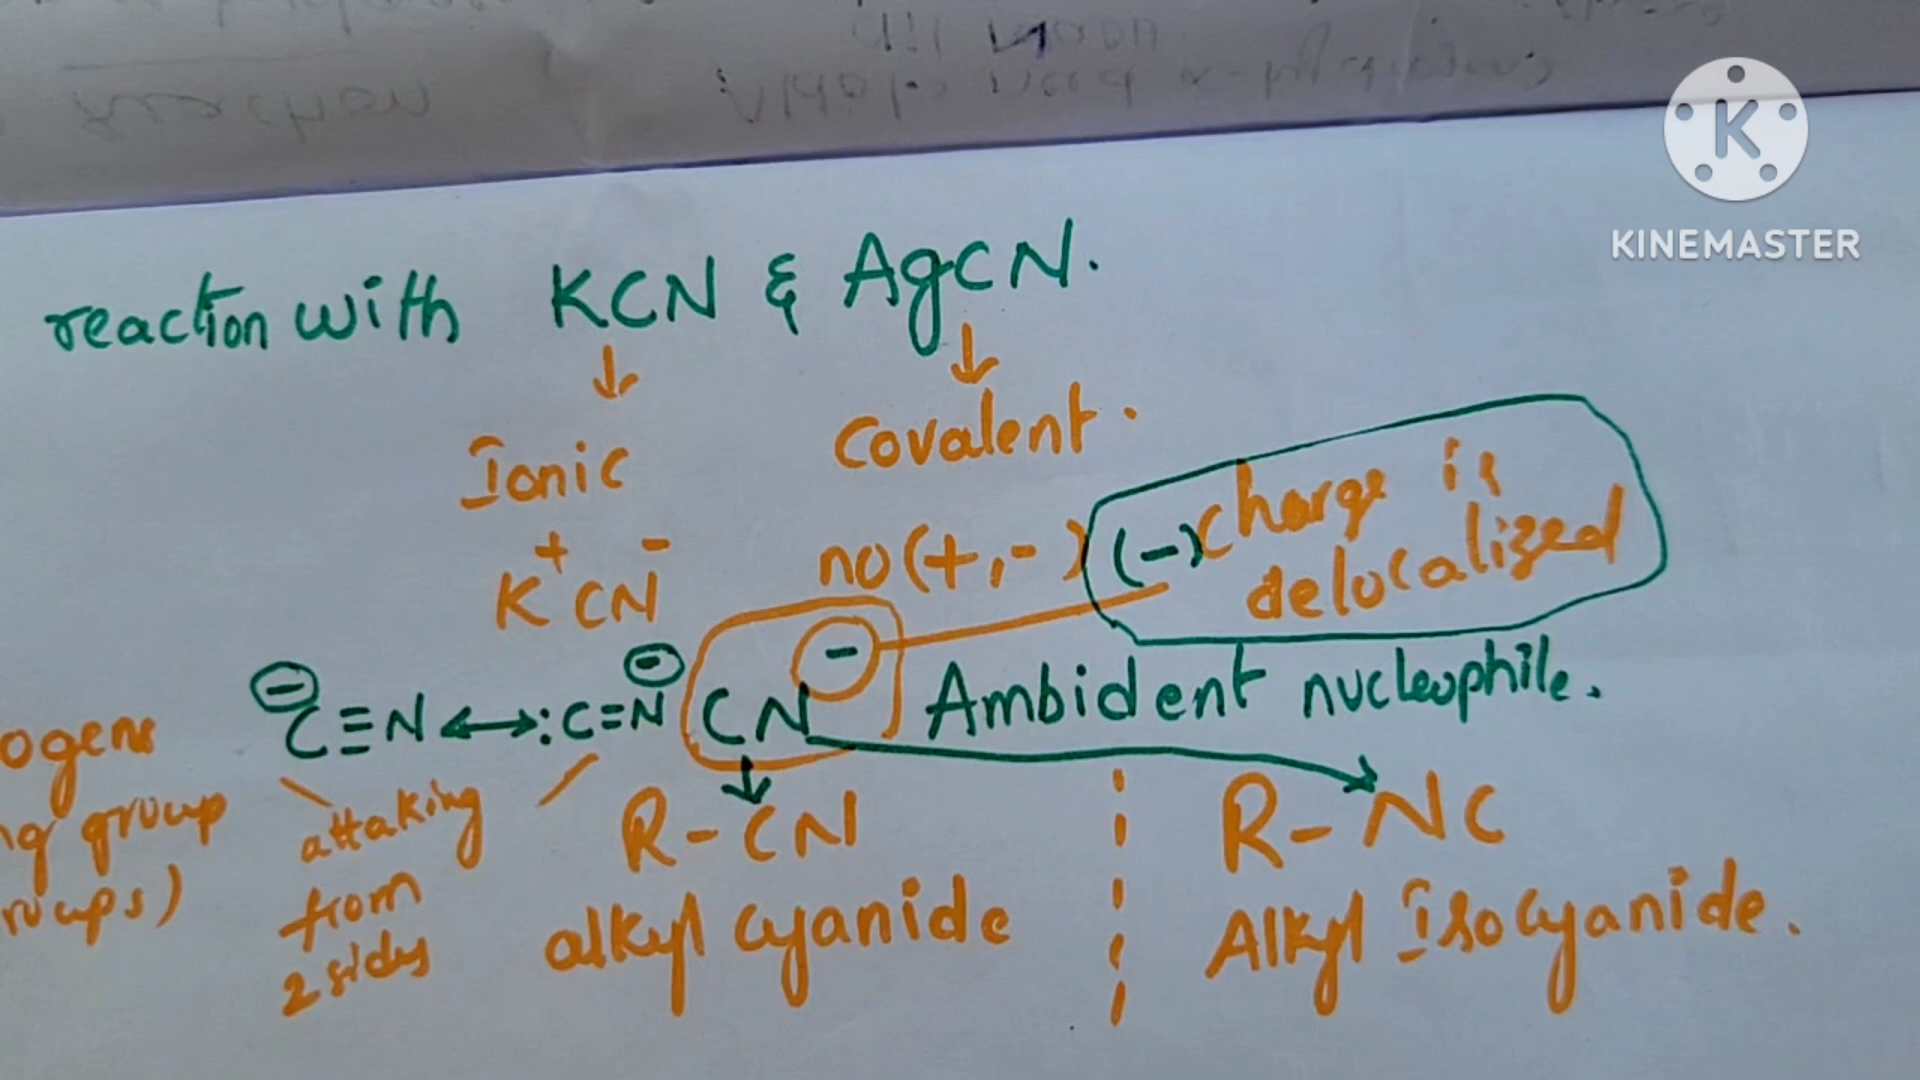 reaction
KINEMASTER
reaction with KCN & AgCN.
↓ ↓
Ionic Covalent.
K⁺CN⁻ no (+,-) (-) charge is
delocalized
⊖C≡N ↔ :C=N⊖ CN⁻ Ambident nucleophile.
ogens
group
attaking
from
2 sides
R-CN
alkyl cyanide
R-NC
Alkyl Isocyanide.